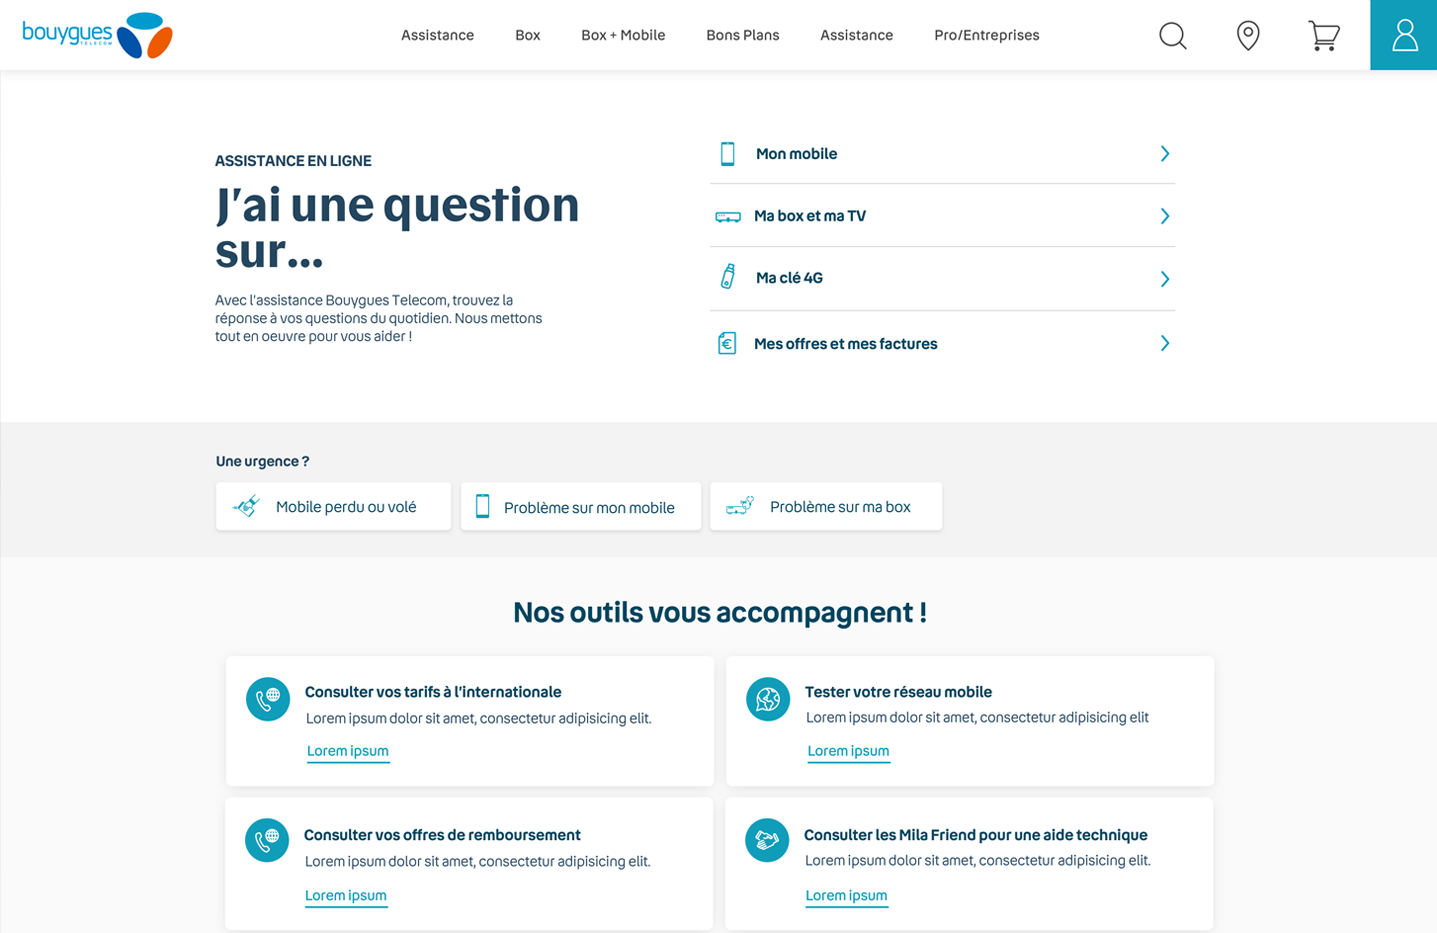 bouygues
TELECOM
Assistance
Box
Box + Mobile
Bons Plans
Assistance
Pro/Entreprises
ASSISTANCE EN LIGNE
J'ai une question
sur...
Avec l'assistance Bouygues Telecom, trouvez la
réponse à vos questions du quotidien. Nous mettons
tout en oeuvre pour vous aider !
Mon mobile
Ma box et ma TV
Ma clé 4G
Mes offres et mes factures
Une urgence ?
Mobile perdu ou volé
Problème sur mon mobile
Problème sur ma box
Nos outils vous accompagnent !
Consulter vos tarifs à l'internationale
Lorem ipsum dolor sit amet, consectetur adipisicing elit.
Lorem ipsum
Tester votre réseau mobile
Lorem ipsum dolor sit amet, consectetur adipisicing elit
Lorem ipsum
Consulter vos offres de remboursement
Lorem ipsum dolor sit amet, consectetur adipisicing elit.
Lorem ipsum
Consulter les Mila Friend pour une aide technique
Lorem ipsum dolor sit amet, consectetur adipisicing elit.
Lorem ipsum